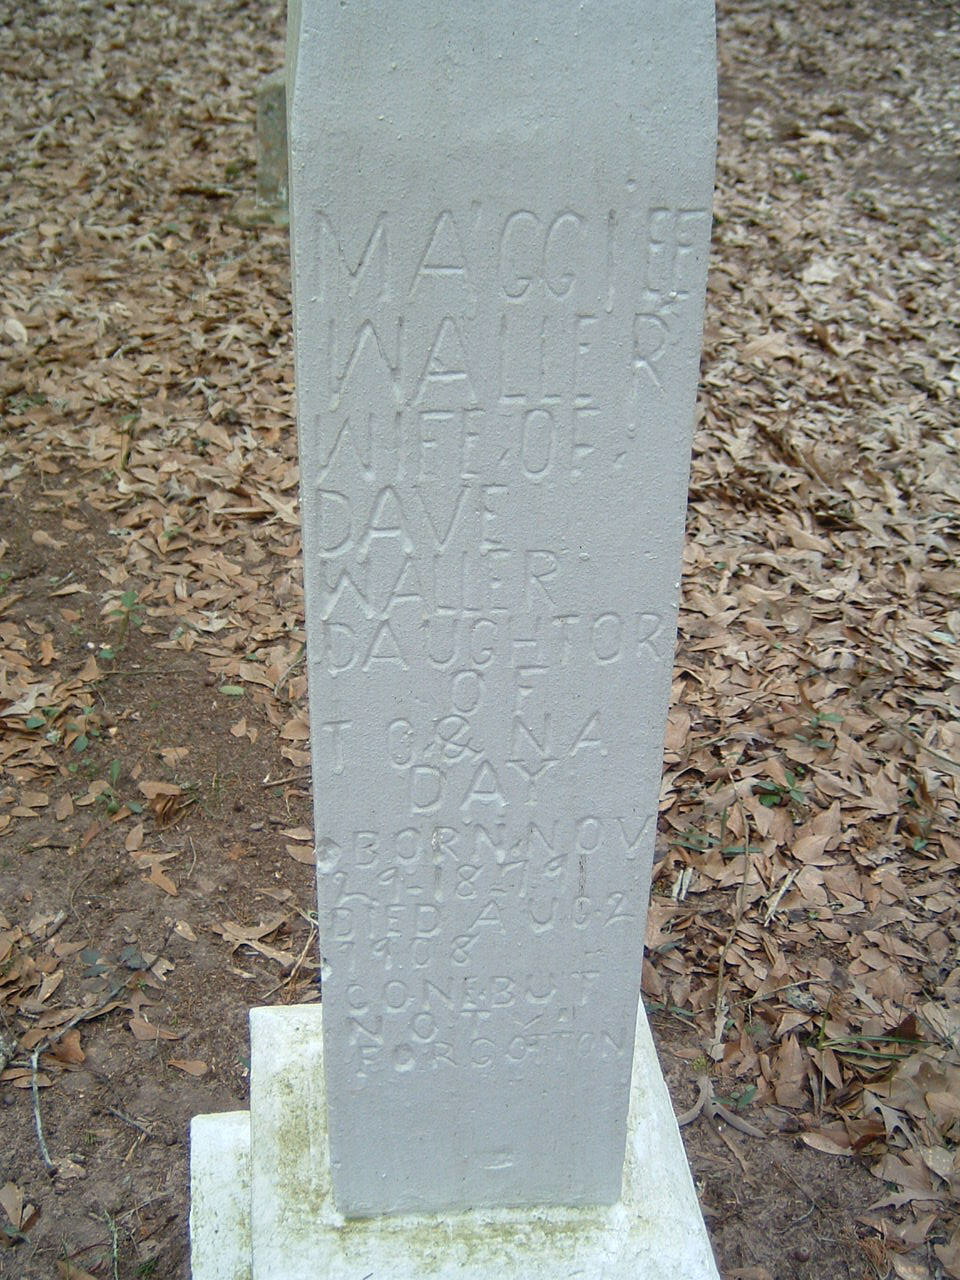 MAGGIEE
WALLER
WIFE OF
DAVE
WALLER
DAUGHTOR
OF
T G & N A
DAY
BORN NOV
29-1879
DIED AUG 2
1908
GONE BUT
NOT
FORGOTTON